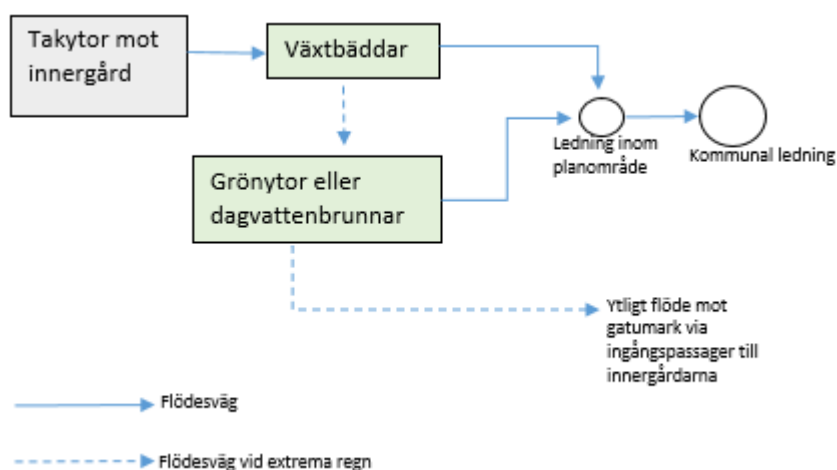 Takytor mot
innergård
Växtbäddar
Grönytor eller
dagvattenbrunnar
Ledning inom
planområde
Kommunal ledning
Ytligt flöde mot
gatumark via
ingångspassager till
innergårdarna
Flödesväg
Flödesväg vid extrema regn